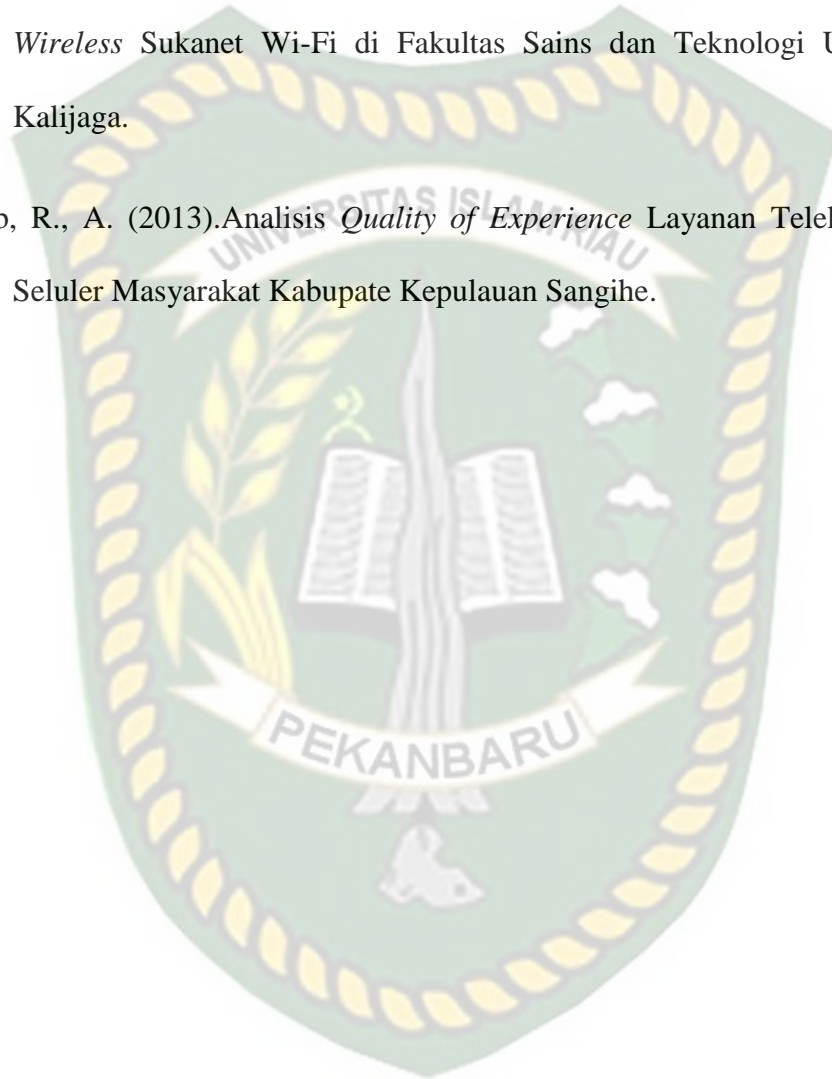 Wireless Sukanet Wi-Fi di Fakultas Sains dan Teknologi
Kalijaga.
R., A. (2013).Analisis Quality of Experience Layanan
Seluler Masyarakat Kabupate Kepulauan Sangihe.
UNIVERSITAS ISLAM RIAU
PEKANBARU